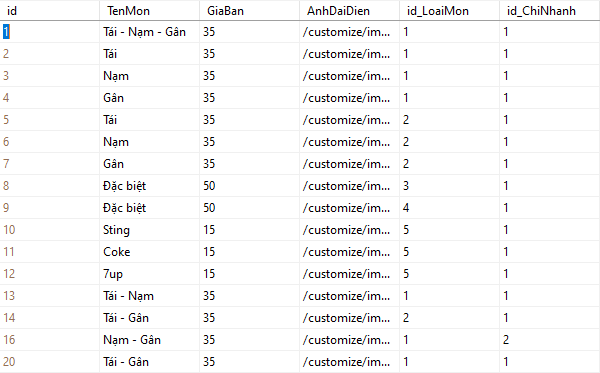 id TenMon GiaBan AnhDaiDien id_LoaiMon id_ChiNhanh
1 Tái - Nạm - Gân 35 /customize/im... 1 1
2 Tái 35 /customize/im... 1 1
3 Nạm 35 /customize/im... 1 1
4 Gân 35 /customize/im... 1 1
5 Tái 35 /customize/im... 2 1
6 Nạm 35 /customize/im... 2 1
7 Gân 35 /customize/im... 2 1
8 Đặc biệt 50 /customize/im... 3 1
9 Đặc biệt 50 /customize/im... 4 1
10 Sting 15 /customize/im... 5 1
11 Coke 15 /customize/im... 5 1
12 7up 15 /customize/im... 5 1
13 Tái - Nạm 35 /customize/im... 1 1
14 Tái - Gân 35 /customize/im... 2 1
16 Nạm - Gân 35 /customize/im... 1 2
20 Tái - Gân 35 /customize/im... 1 1